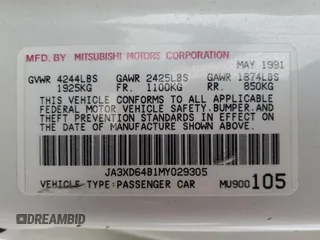 MFD.BY MITSUBISHI MOTORS CORPORATION
MAY 1991
GVWR 4244LBS GAWR 2425LBS GAWR 1874LBS
1925KG FR. 1100KG RR. 850KG
THIS VEHICLE CONFORMS TO ALL APPLICABLE
FEDERAL MOTOR VEHICLE SAFETY,BUMPER,AND
THEFT PREVENTION STANDARDS IN EFFECT ON
THE DATE OF MANUFACTURE SHOWN ABOVE.
JA3XD64B1MY029305
VEHICLE TYPE:PASSENGER CAR MU900105
DREAMBID